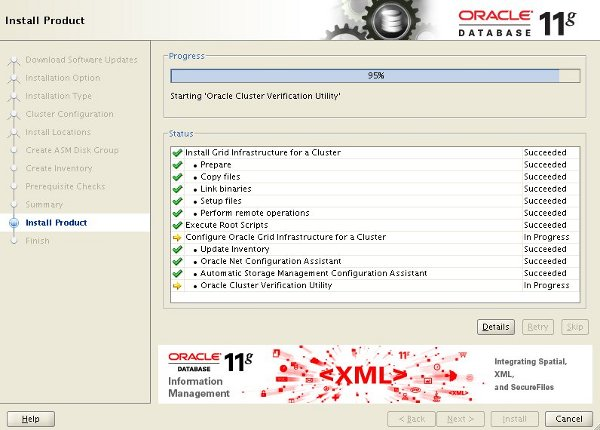 Install Product
ORACLE
DATABASE 11g
Download Software Updates
Installation Option
Installation Type
Cluster Configuration
Install Locations
Create ASM Disk Group
Create Inventory
Prerequisite Checks
Summary
Install Product
Finish
Progress
95%
Starting 'Oracle Cluster Verification Utility'
Status
Install Grid Infrastructure for a Cluster Succeeded
• Prepare Succeeded
• Copy files Succeeded
• Link binaries Succeeded
• Setup files Succeeded
• Perform remote operations Succeeded
Execute Root Scripts Succeeded
Configure Oracle Grid Infrastructure for a Cluster In Progress
• Update Inventory Succeeded
• Oracle Net Configuration Assistant Succeeded
• Automatic Storage Management Configuration Assistant Succeeded
• Oracle Cluster Verification Utility In Progress
Details Retry Skip
ORACLE
DATABASE 11g
Information
Management
11g
<XML>
<XML>
Integrating Spatial,
XML,
and SecureFiles
Help < Back Next > Install Cancel